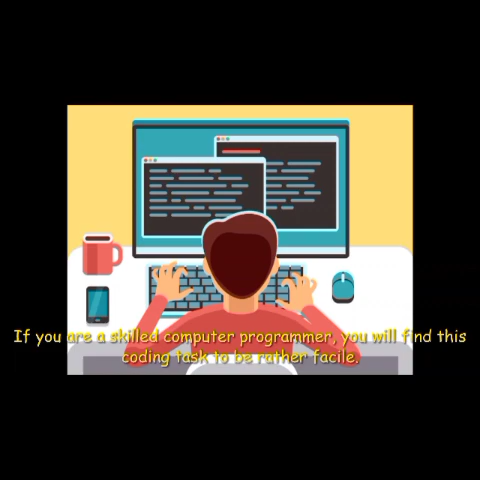 If you are a skilled computer programmer, you will find this
coding task to be rather facile.